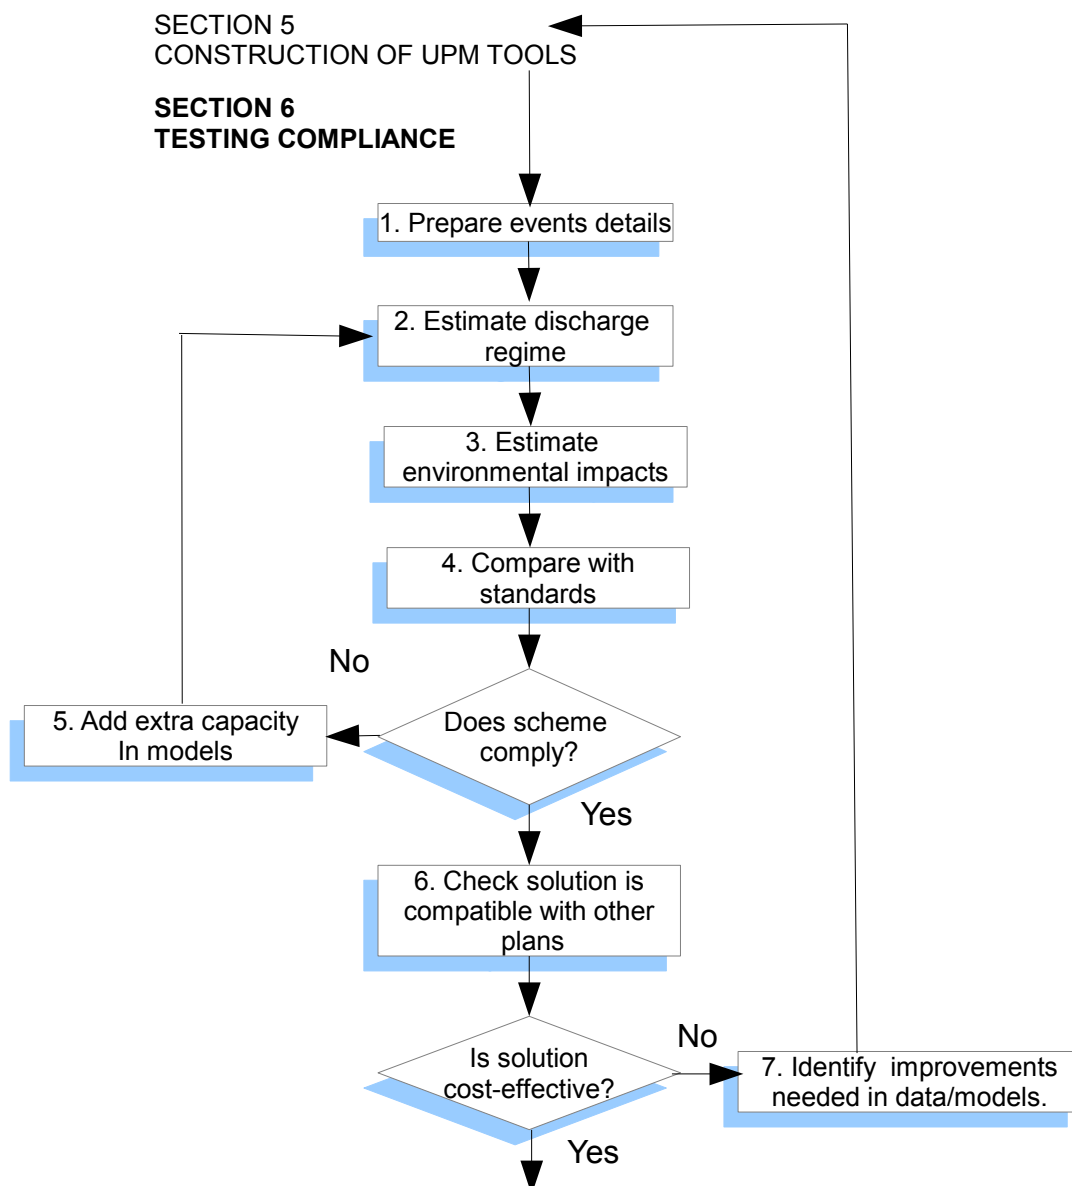 SECTION 5
CONSTRUCTION OF UPM TOOLS
SECTION 6
TESTING COMPLIANCE
1. Prepare events details
2. Estimate discharge
regime
3. Estimate
environmental impacts
4. Compare with
standards
No
5. Add extra capacity
In models
Does scheme
comply?
Yes
6. Check solution is
compatible with other
plans
No
Is solution
cost-effective?
7. Identify improvements
needed in data/models.
Yes